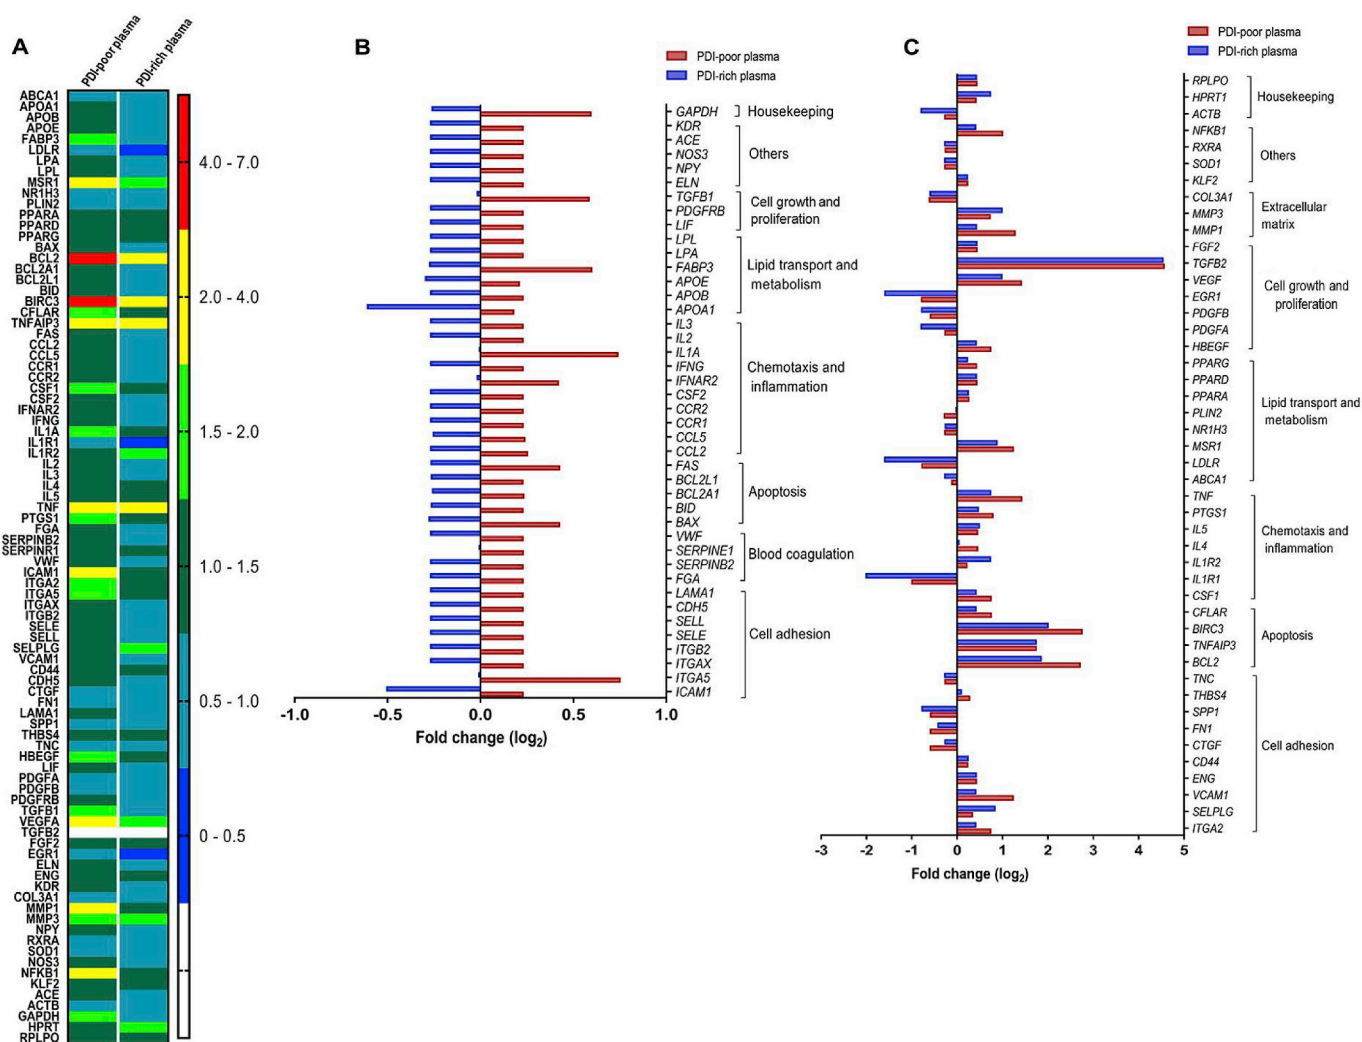 A
PDI-poor plasma
PDI-rich plasma
ABCA1
APOA1
APOB
APOE
FABP3
LDLR
LPA
LPL
MSR1
NR1H3
PLIN2
PPARA
PPARD
PPARG
BAX
BCL2
BCL2A1
BCL2L1
BID
BIRC3
CFLAR
TNFAIP3
FAS
CCL2
CCL5
CCR1
CCR2
CSF1
CSF2
IFNAR2
IFNG
IL1A
IL1R1
IL1R2
IL2
IL3
IL4
IL5
TNF
PTGS1
FGA
SERPINB2
SERPINR1
VWF
ICAM1
ITGA2
ITGA5
ITGAX
ITGB2
SELE
SELL
SELPLG
VCAM1
CD44
CDH5
CTGF
FN1
LAMA1
SPP1
THBS4
TNC
HBEGF
LIF
PDGFA
PDGFB
PDGFRB
TGFB1
VEGFA
TGFB2
FGF2
EGR1
ELN
ENG
KDR
COL3A1
MMP1
MMP3
NPY
RXRA
SOD1
NOS3
NFKB1
KLF2
ACE
ACTB
GAPDH
HPRT
RPLPO
4.0 - 7.0
2.0 - 4.0
1.5 - 2.0
1.0 - 1.5
0.5 - 1.0
0 - 0.5
B
PDI-poor plasma
PDI-rich plasma
GAPDH
KDR
ACE
NOS3
NPY
ELN
TGFB1
PDGFRB
LIF
LPL
LPA
FABP3
APOE
APOB
APOA1
IL3
IL2
IL1A
IFNG
IFNAR2
CSF2
CCR2
CCR1
CCL5
CCL2
FAS
BCL2L1
BCL2A1
BID
BAX
VWF
SERPINE1
SERPINB2
FGA
LAMA1
CDH5
SELL
SELE
ITGB2
ITGAX
ITGA5
ICAM1
Housekeeping
Others
Cell growth and
proliferation
Lipid transport and
metabolism
Chemotaxis and
inflammation
Apoptosis
Blood coagulation
Cell adhesion
-1.0
-0.5
0.0
0.5
1.0
Fold change (log2)
C
PDI-poor plasma
PDI-rich plasma
RPLPO
HPRT1
ACTB
NFKB1
RXRA
SOD1
KLF2
COL3A1
MMP3
MMP1
FGF2
TGFB2
VEGF
EGR1
PDGFB
PDGFA
HBEGF
PPARG
PPARD
PPARA
PLIN2
NR1H3
MSR1
LDLR
ABCA1
TNF
PTGS1
IL5
IL4
IL1R2
IL1R1
CSF1
CFLAR
BIRC3
TNFAIP3
BCL2
TNC
THBS4
SPP1
FN1
CTGF
CD44
ENG
VCAM1
SELPLG
ITGA2
Housekeeping
Others
Extracellular
matrix
Cell growth and
proliferation
Lipid transport and
metabolism
Chemotaxis and
inflammation
Apoptosis
Cell adhesion
-3
-2
-1
0
1
2
3
4
5
Fold change (log2)